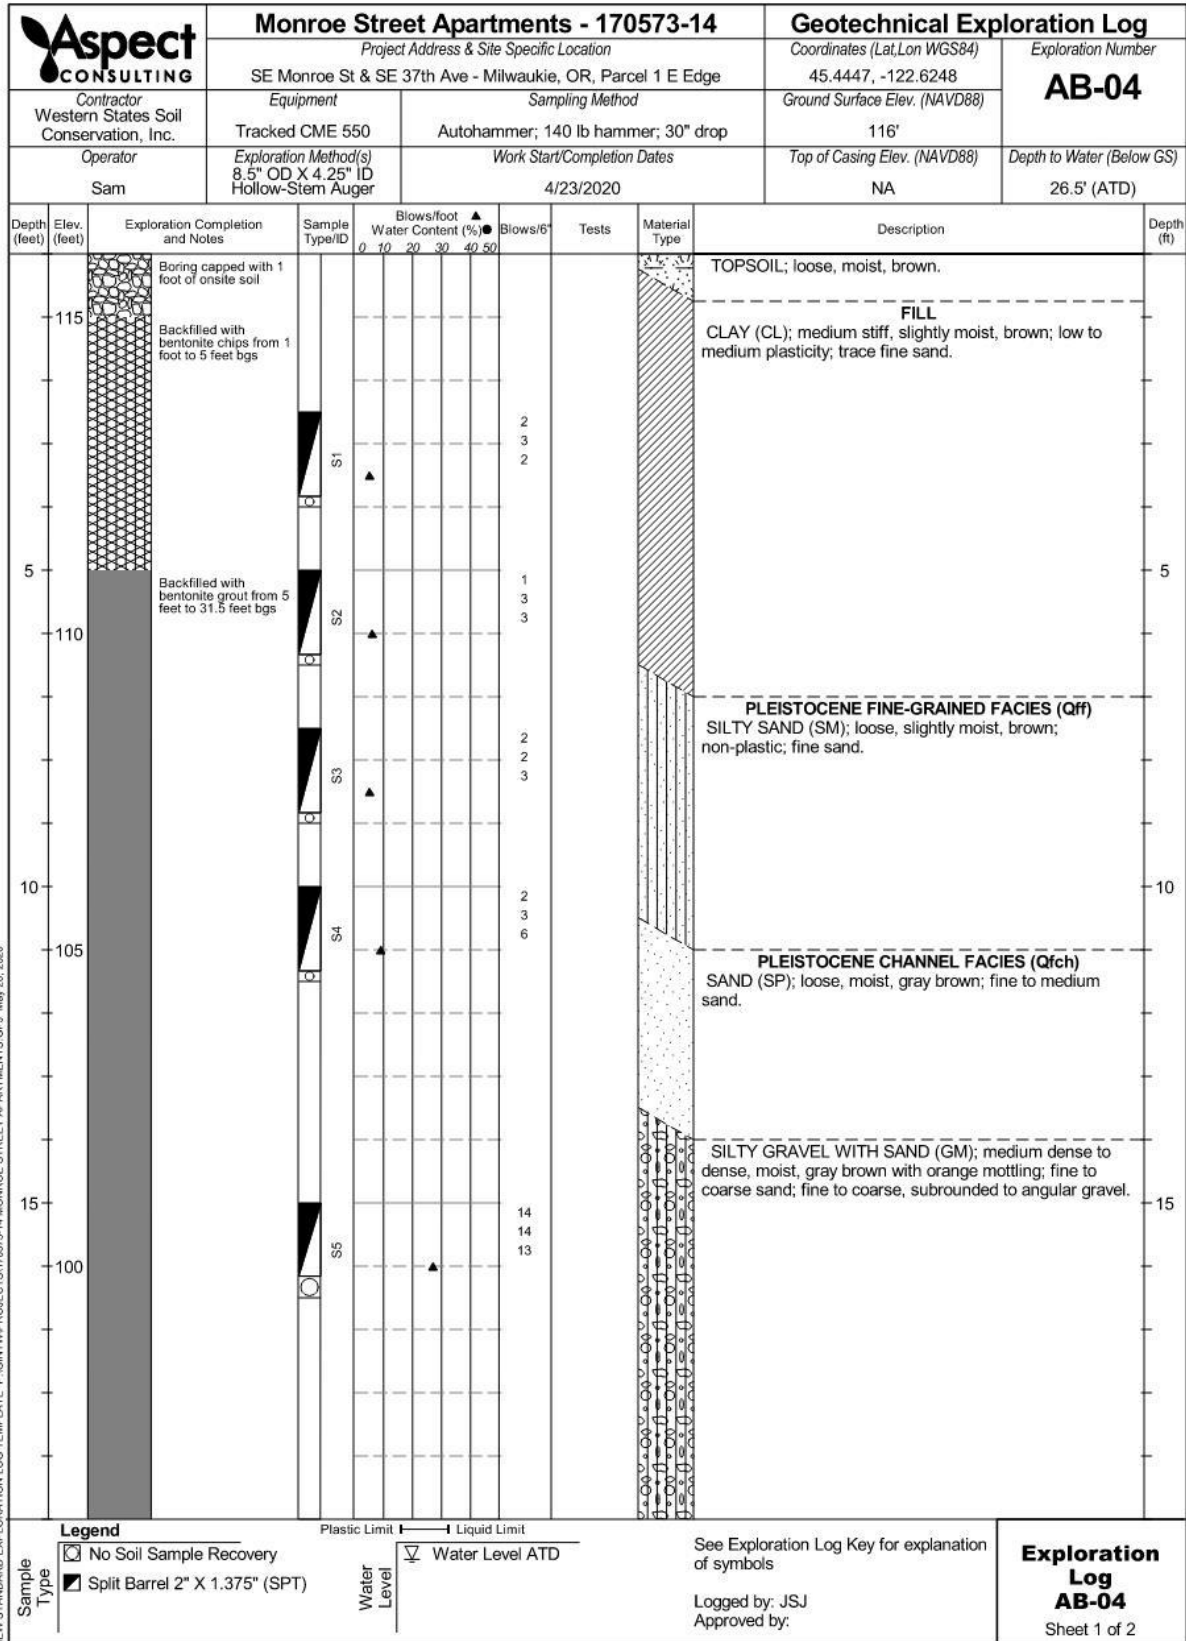 Aspect
CONSULTING
Monroe Street Apartments - 170573-14
Geotechnical Exploration Log
Project Address & Site Specific Location
SE Monroe St & SE 37th Ave - Milwaukie, OR, Parcel 1 E Edge
Coordinates (Lat,Lon WGS84)
45.4447, -122.6248
Exploration Number
AB-04
Contractor
Western States Soil
Conservation, Inc.
Equipment
Tracked CME 550
Sampling Method
Autohammer; 140 lb hammer; 30" drop
Ground Surface Elev. (NAVD88)
116'
Operator
Sam
Exploration Method(s)
8.5" OD X 4.25" ID
Hollow-Stem Auger
Work Start/Completion Dates
4/23/2020
Top of Casing Elev. (NAVD88)
NA
Depth to Water (Below GS)
26.5' (ATD)
Depth
(feet)
Elev.
(feet)
Exploration Completion
and Notes
Sample
Type/ID
Blows/foot
Water Content (%)
0 10 20 30 40 50
Blows/6"
Tests
Material
Type
Description
Depth
(ft)
Boring capped with 1
foot of onsite soil
TOPSOIL; loose, moist, brown.
115
Backfilled with
bentonite chips from 1
foot to 5 feet bgs
FILL
CLAY (CL); medium stiff, slightly moist, brown; low to
medium plasticity; trace fine sand.
S1
2
3
2
5
5
Backfilled with
bentonite grout from 5
feet to 31.5 feet bgs
110
S2
1
3
3
PLEISTOCENE FINE-GRAINED FACIES (Qff)
SILTY SAND (SM); loose, slightly moist, brown;
non-plastic; fine sand.
S3
2
2
3
10
10
S4
2
3
6
105
PLEISTOCENE CHANNEL FACIES (Qfch)
SAND (SP); loose, moist, gray brown; fine to medium
sand.
SILTY GRAVEL WITH SAND (GM); medium dense to
dense, moist, gray brown with orange mottling; fine to
coarse sand; fine to coarse, subrounded to angular gravel.
15
15
S5
14
14
13
100
Legend
Sample
Type
No Soil Sample Recovery
Split Barrel 2" X 1.375" (SPT)
Plastic Limit
Liquid Limit
Water
Level
Water Level ATD
See Exploration Log Key for explanation
of symbols
Logged by: JSJ
Approved by:
Exploration
Log
AB-04
Sheet 1 of 2